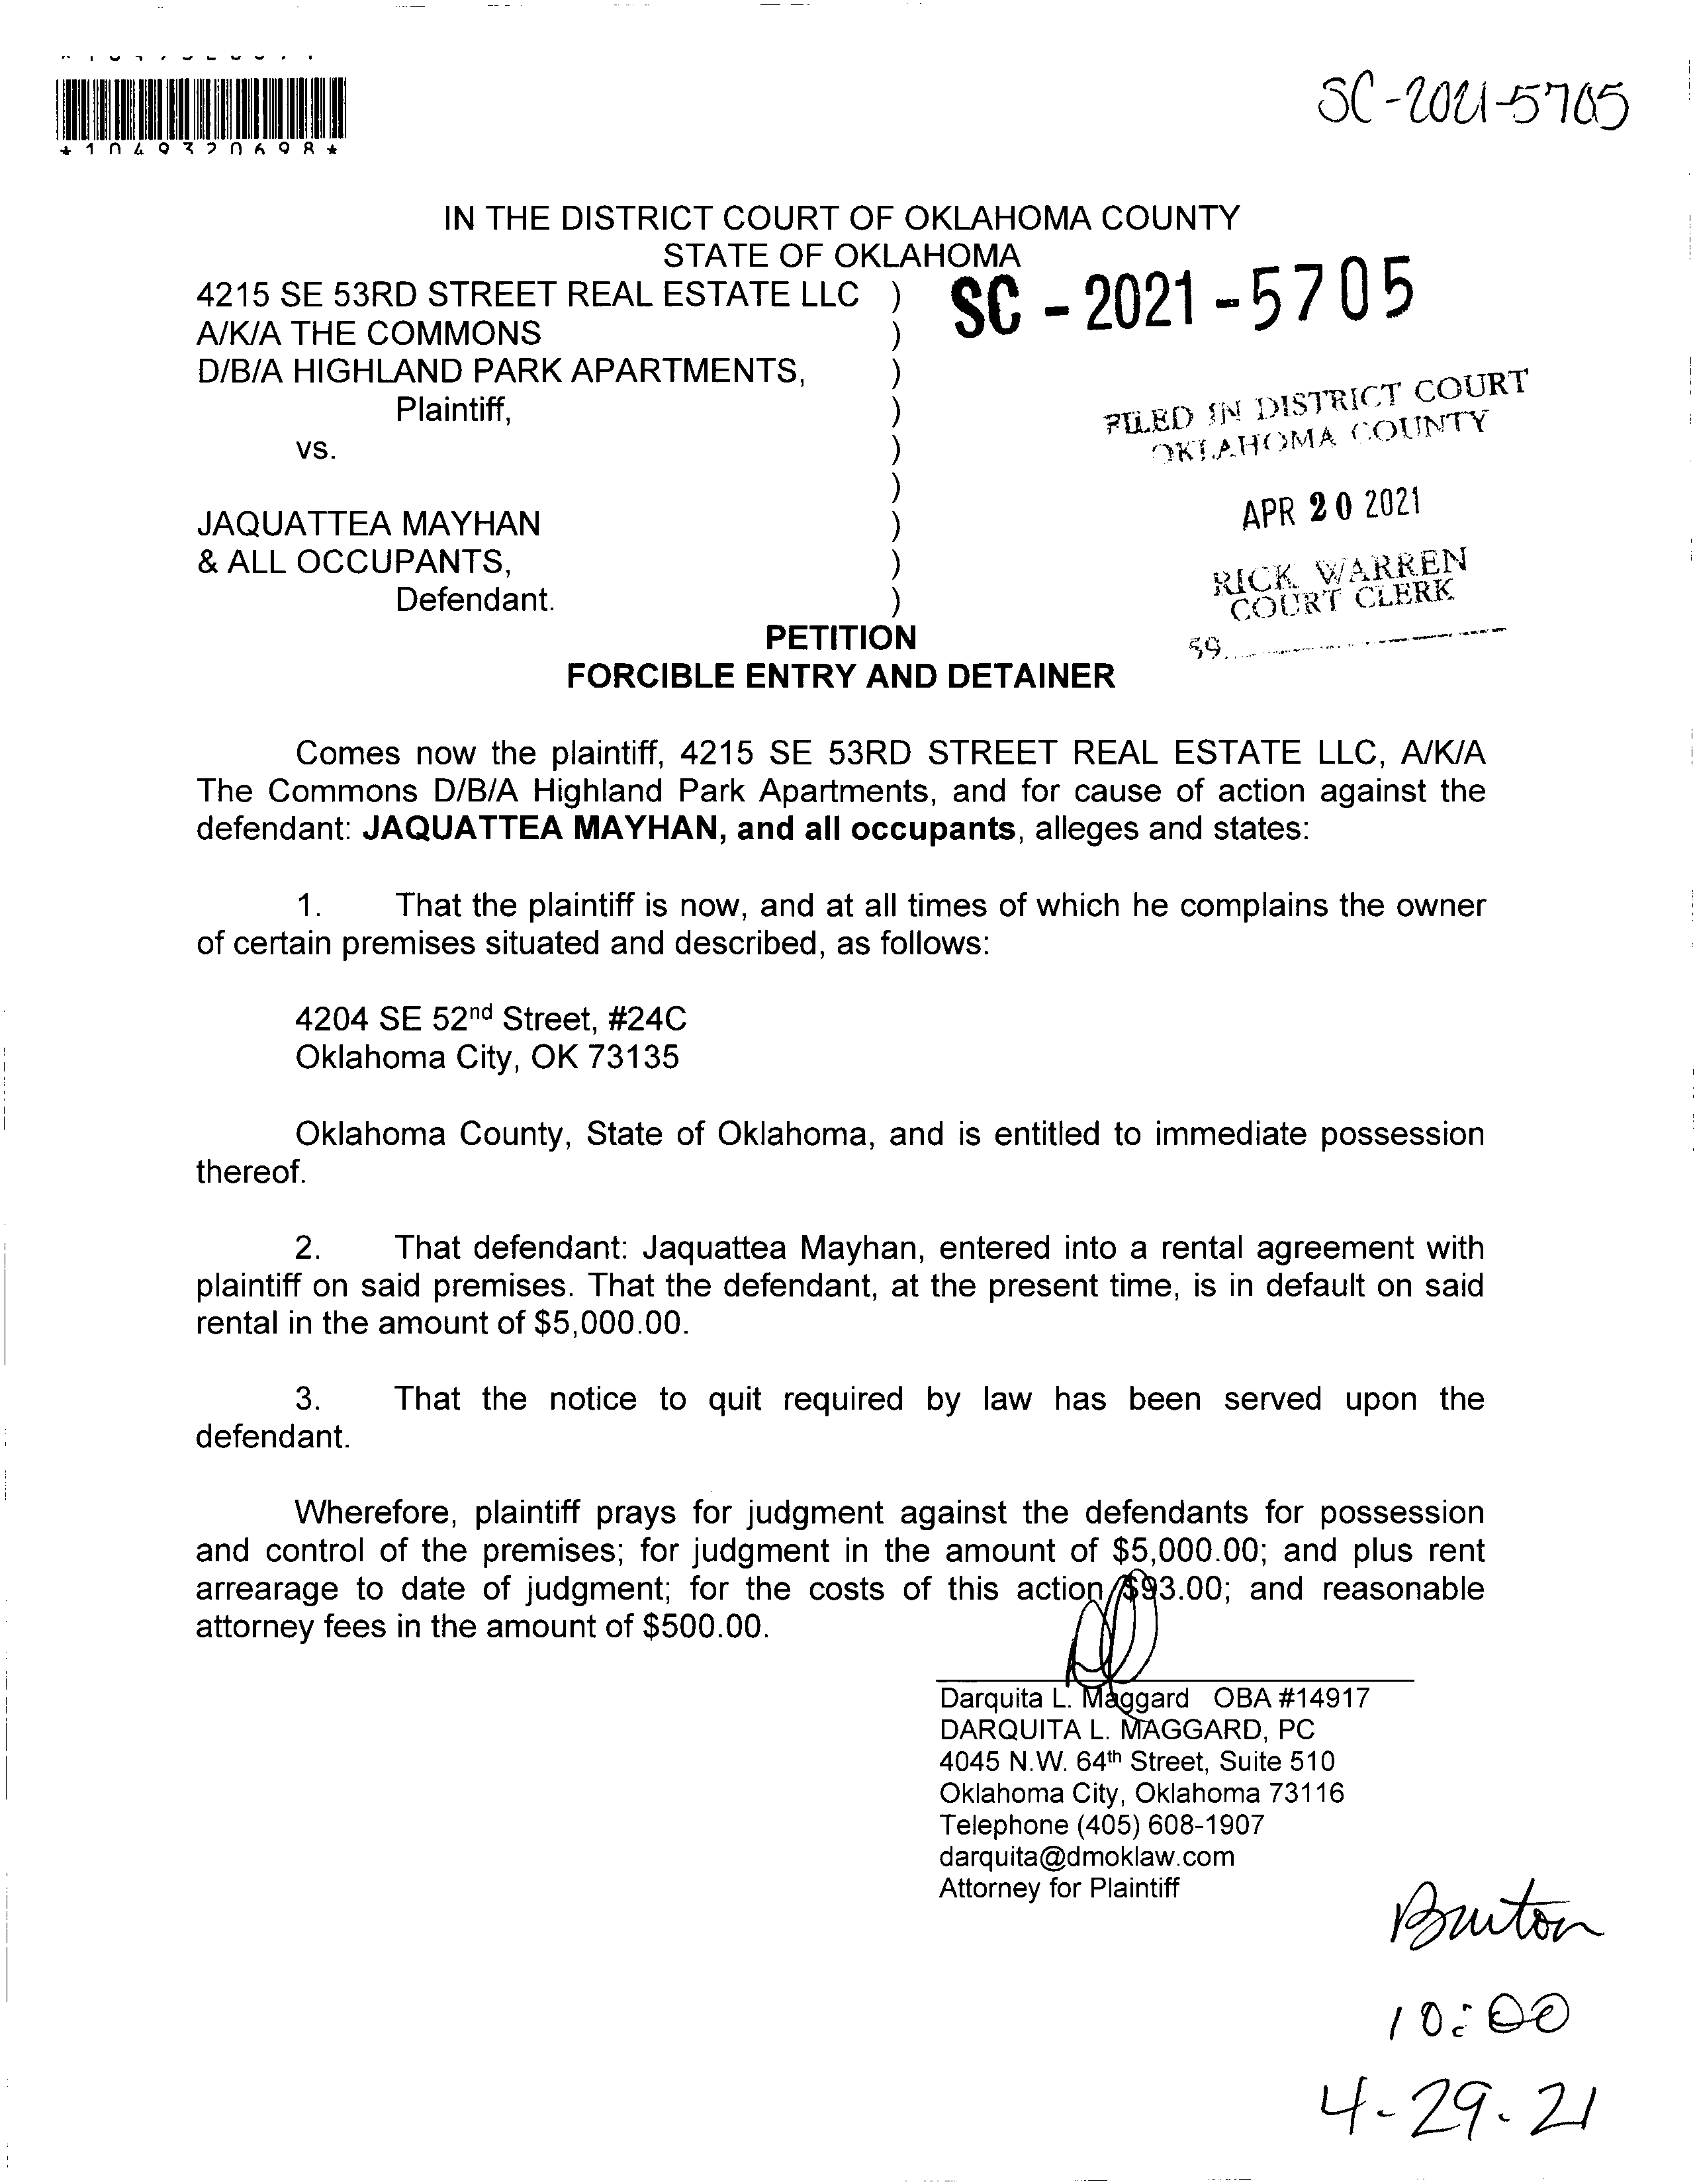 *1049320698*
SC-2021-5705
IN THE DISTRICT COURT OF OKLAHOMA COUNTY
STATE OF OKLAHOMA
4215 SE 53RD STREET REAL ESTATE LLC )
A/K/A THE COMMONS )
D/B/A HIGHLAND PARK APARTMENTS, )
Plaintiff, )
vs. )
)
JAQUATTEA MAYHAN )
& ALL OCCUPANTS, )
Defendant. )
SC - 2021 - 5705
FILED IN DISTRICT COURT
OKLAHOMA COUNTY
APR 20 2021
RICK WARREN
COURT CLERK
59
PETITION
FORCIBLE ENTRY AND DETAINER
Comes now the plaintiff, 4215 SE 53RD STREET REAL ESTATE LLC, A/K/A
The Commons D/B/A Highland Park Apartments, and for cause of action against the
defendant: JAQUATTEA MAYHAN, and all occupants, alleges and states:
1. That the plaintiff is now, and at all times of which he complains the owner
of certain premises situated and described, as follows:
4204 SE 52nd Street, #24C
Oklahoma City, OK 73135
Oklahoma County, State of Oklahoma, and is entitled to immediate possession
thereof.
2. That defendant: Jaquattea Mayhan, entered into a rental agreement with
plaintiff on said premises. That the defendant, at the present time, is in default on said
rental in the amount of $5,000.00.
3. That the notice to quit required by law has been served upon the
defendant.
Wherefore, plaintiff prays for judgment against the defendants for possession
and control of the premises; for judgment in the amount of $5,000.00; and plus rent
arrearage to date of judgment; for the costs of this action $93.00; and reasonable
attorney fees in the amount of $500.00.
Darquita L. Maggard OBA #14917
DARQUITA L. MAGGARD, PC
4045 N.W. 64th Street, Suite 510
Oklahoma City, Oklahoma 73116
Telephone (405) 608-1907
darquita@dmoklaw.com
Attorney for Plaintiff
10:00
4-29-21